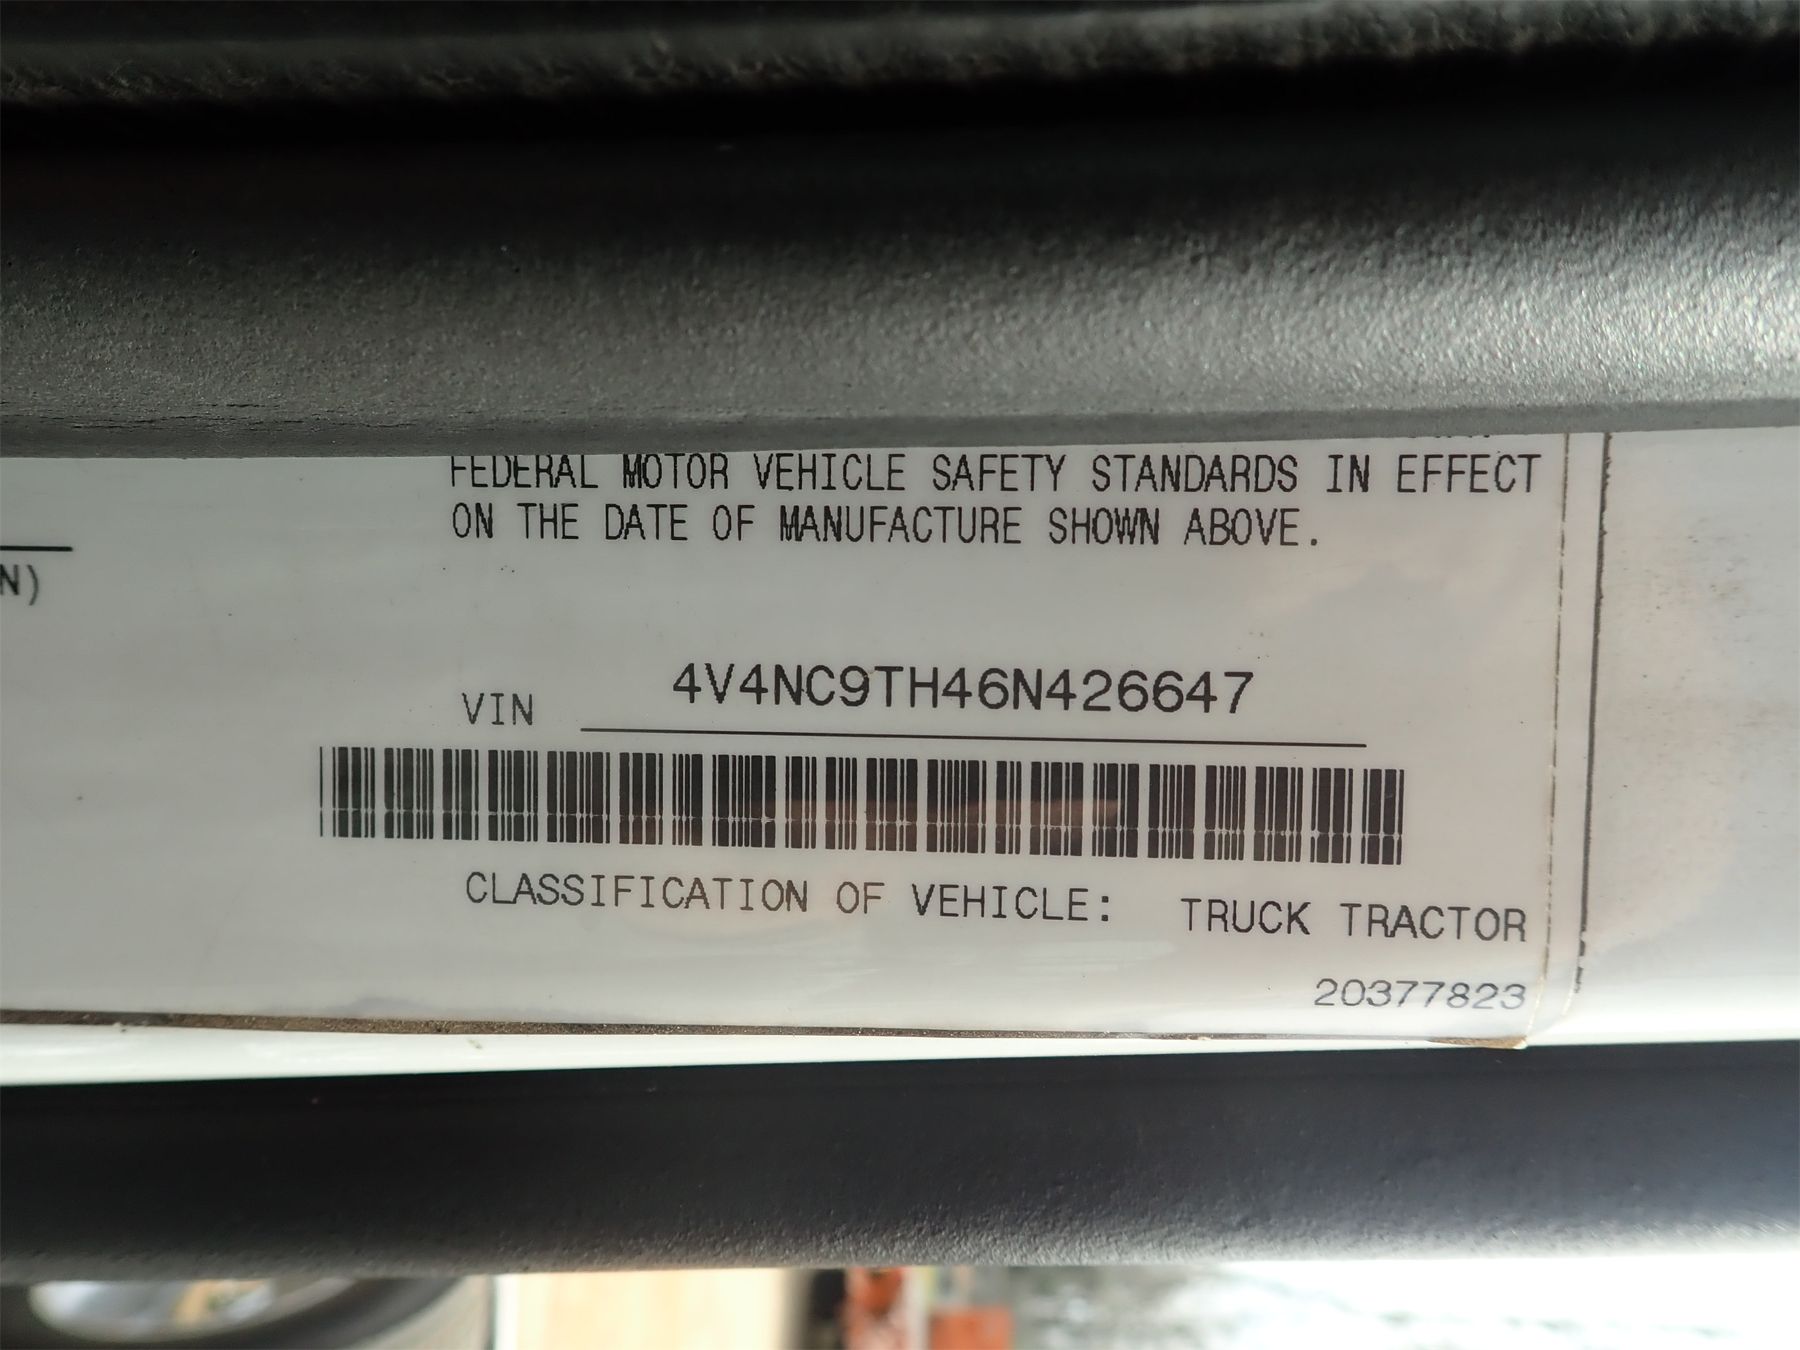 N)
FEDERAL MOTOR VEHICLE SAFETY STANDARDS IN EFFECT
ON THE DATE OF MANUFACTURE SHOWN ABOVE.
VIN 4V4NC9TH46N426647
CLASSIFICATION OF VEHICLE: TRUCK TRACTOR
20377823